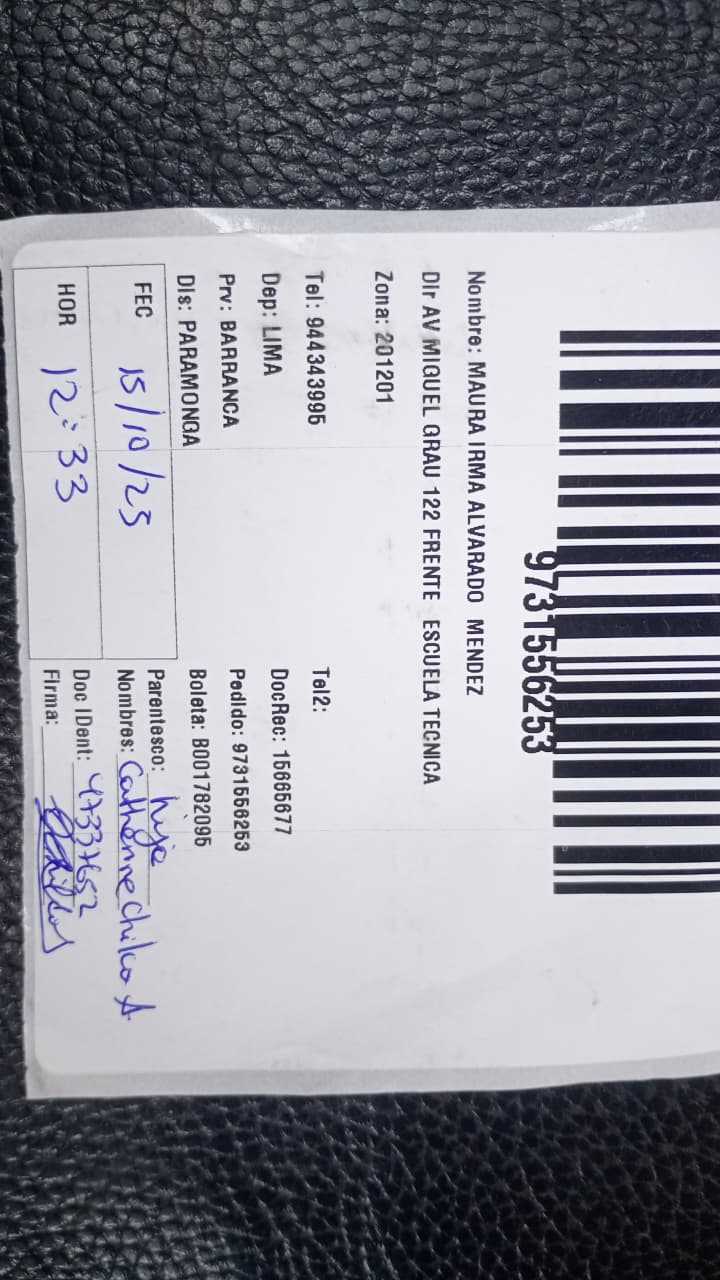 9731556253
Nombre: MAURA IRMA ALVARADO MENDEZ
Dir AV MIGUEL GRAU 122 FRENTE ESCUELA TECNICA
Zona: 201201
Tel: 944343995 Tel2:
Dep: LIMA DocRec: 15665677
Prv: BARRANCA Pedido: 9731556253
Dis: PARAMONGA Boleta: B001782095
FEC 15/10/25 Parentesco: hija
Nombres: Catherine Chilco A
HOR 12:33 Doc IDent: 47337652
Firma: